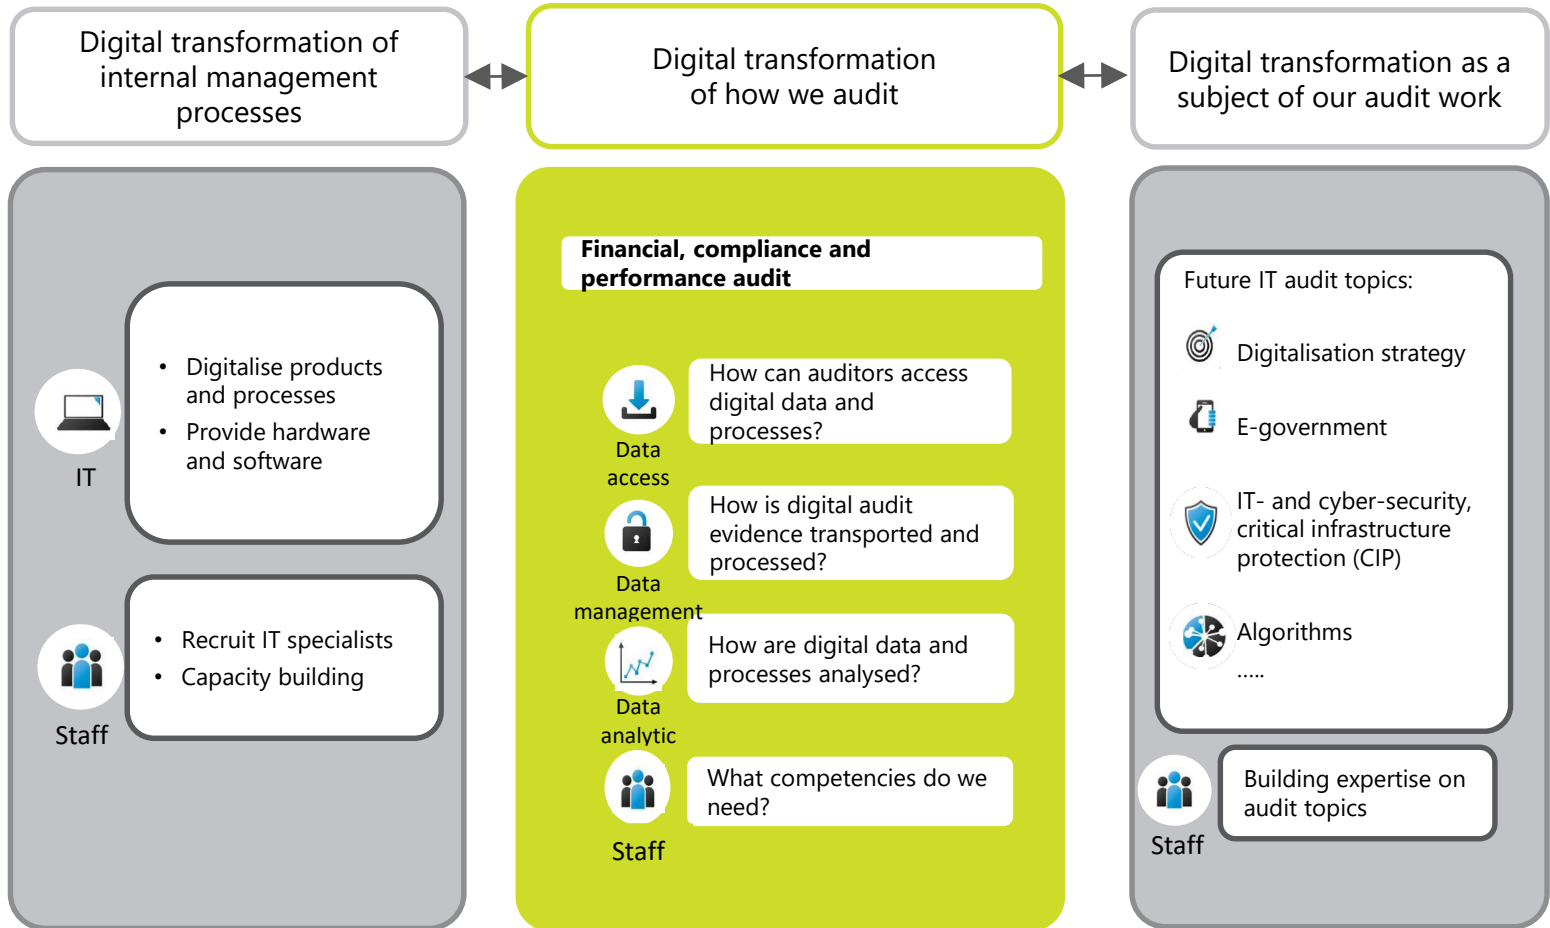 Digital transformation of
internal management
processes
Digital transformation
of how we audit
Digital transformation as a
subject of our audit work
• Digitalise products
and processes
• Provide hardware
and software
IT
• Recruit IT specialists
• Capacity building
Staff
Financial, compliance and
performance audit
How can auditors access
digital data and
processes?
Data
access
How is digital audit
evidence transported and
processed?
Data
management
How are digital data and
processes analysed?
Data
analytic
What competencies do we
need?
Staff
Future IT audit topics:
Digitalisation strategy
E-government
IT- and cyber-security,
critical infrastructure
protection (CIP)
Algorithms
.....
Building expertise on
audit topics
Staff